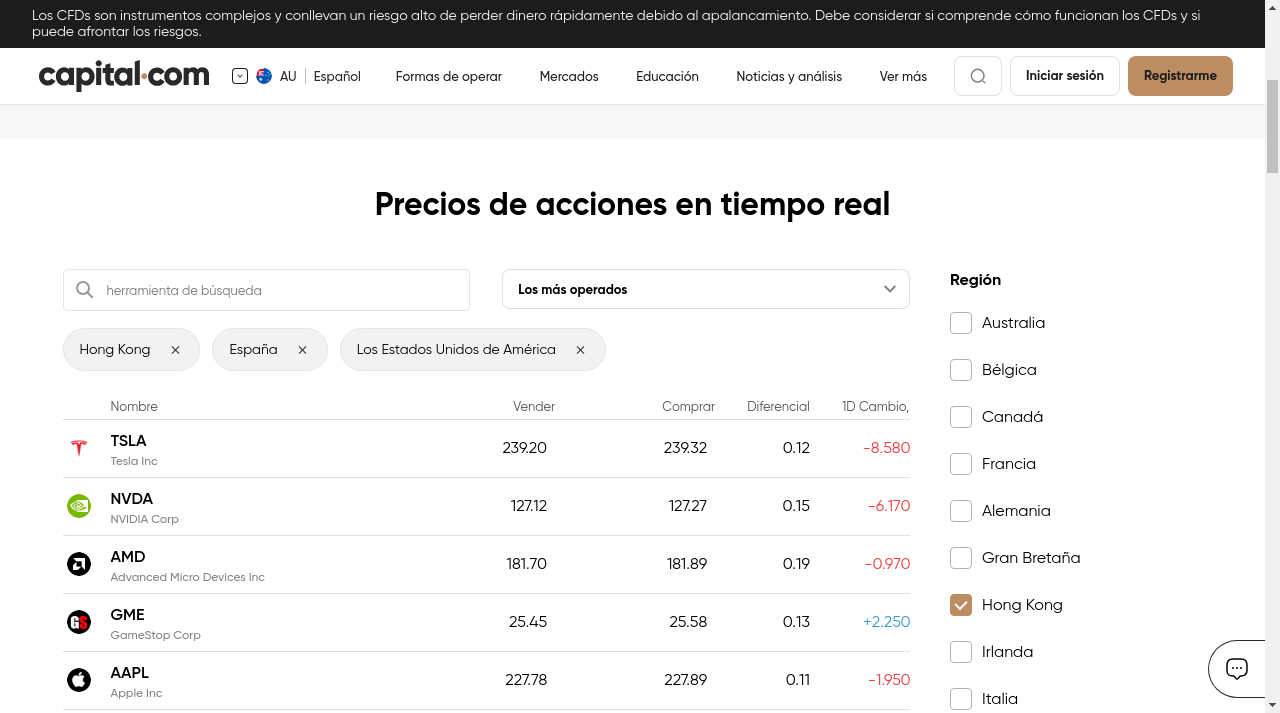 Los CFDs son instrumentos complejos y conllevan un riesgo alto de perder dinero rápidamente debido al apalancamiento. Debe considerar si comprende cómo funcionan los CFDs y si
puede afrontar los riesgos.
capital.com
AU
Español
Formas de operar
Mercados
Educación
Noticias y análisis
Ver más
Iniciar sesión
Registrarme
Precios de acciones en tiempo real
herramienta de búsqueda
Los más operados
Hong Kong
España
Los Estados Unidos de América
Nombre Vender Comprar Diferencial 1D Cambio,
TSLA
Tesla Inc
239.20 239.32 0.12 -8.580
NVDA
NVIDIA Corp
127.12 127.27 0.15 -6.170
AMD
Advanced Micro Devices Inc
181.70 181.89 0.19 -0.970
GS
GME
GameStop Corp
25.45 25.58 0.13 +2.250
AAPL
Apple Inc
227.78 227.89 0.11 -1.950
Región
Australia
Bélgica
Canadá
Francia
Alemania
Gran Bretaña
Hong Kong
Irlanda
Italia